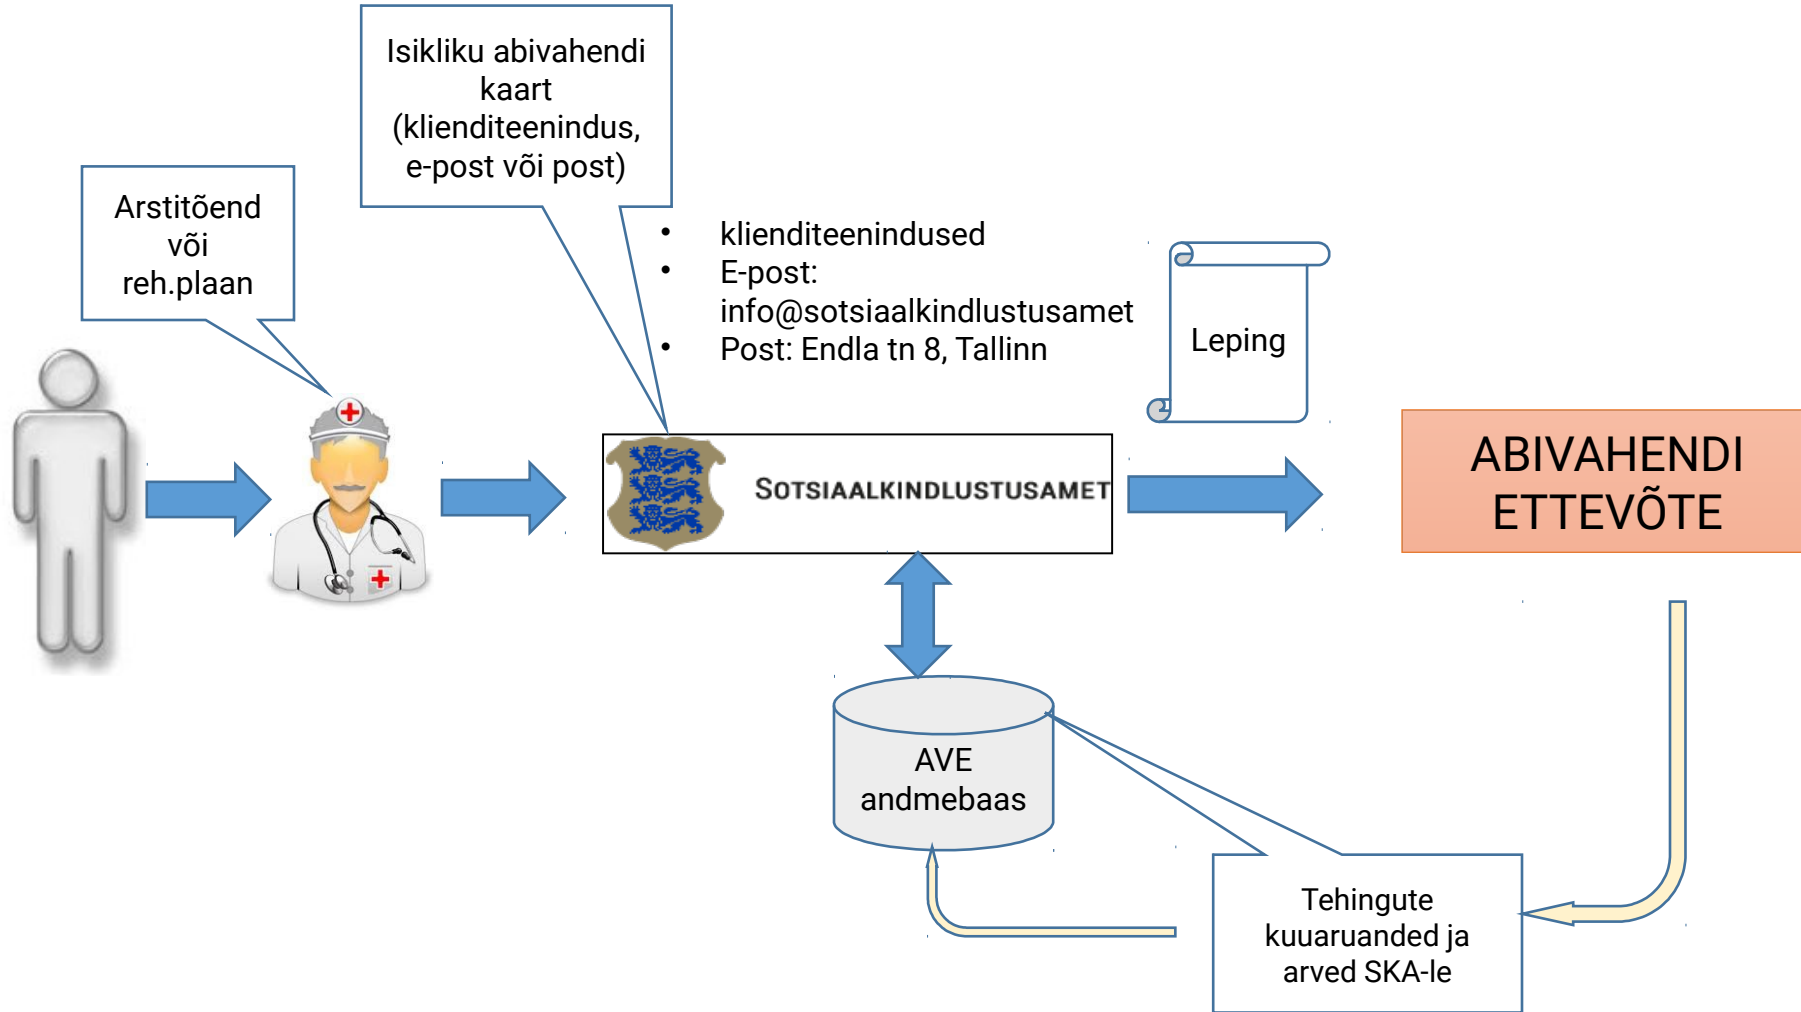 Isikliku abivahendi
kaart
(klienditeenindus,
e-post või post)
Arstitõend
või
reh.plaan
• klienditeenindused
• E-post:
info@sotsiaalkindlustusamet
• Post: Endla tn 8, Tallinn
Leping
SOTSIAALKINDLUSTUSAMET
ABIVAHENDI
ETTEVÕTE
AVE
andmebaas
Tehingute
kuuaruanded ja
arved SKA-le